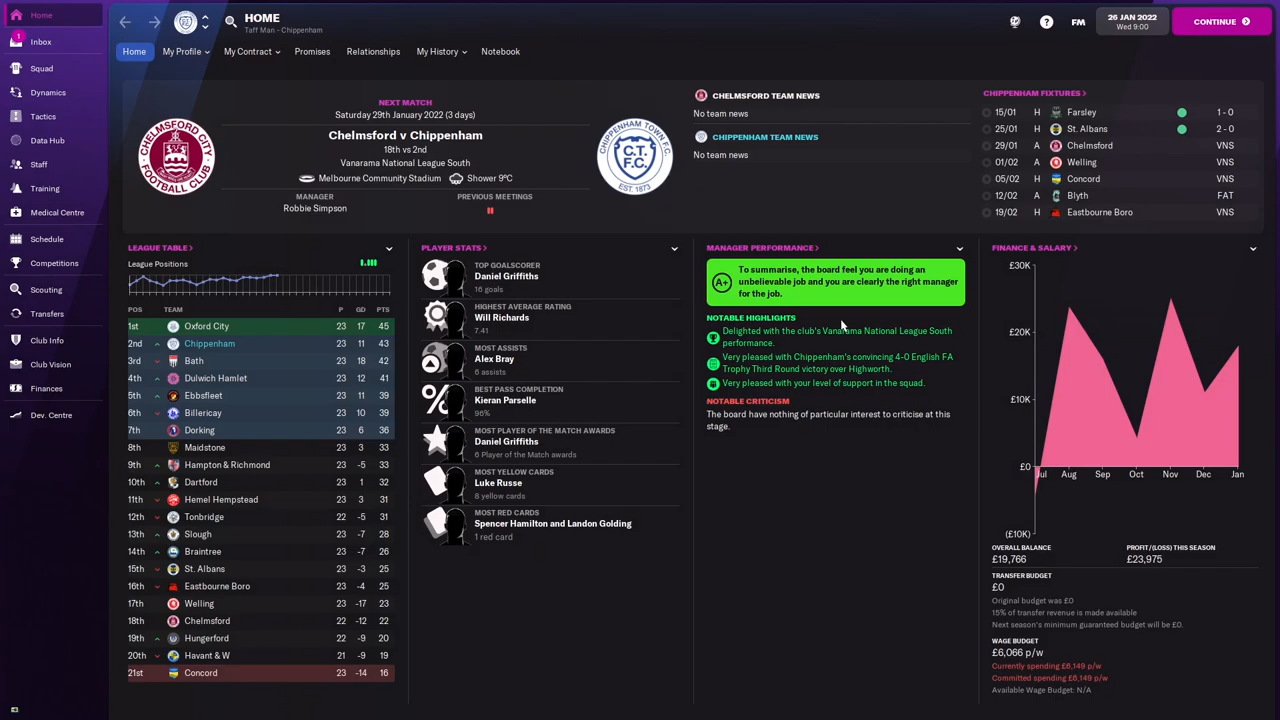 Home
1
Inbox
Squad
Dynamics
Tactics
Data Hub
Staff
Training
Medical Centre
Schedule
Competitions
Scouting
Transfers
Club Info
Club Vision
Finances
Dev. Centre
HOME
Taff Man - Chippenham
FM
26 JAN 2022
Wed 9:00
CONTINUE
Home
My Profile
My Contract
Promises
Relationships
My History
Notebook
NEXT MATCH
Saturday 29th January 2022 (3 days)
Chelmsford v Chippenham
18th vs 2nd
Vanarama National League South
Melbourne Community Stadium Shower 9ºC
MANAGER
Robbie Simpson
PREVIOUS MEETINGS
CHELMSFORD CITY
FOOTBALL CLUB
CHIPPENHAM TOWN F.C.
C.T.
F.C.
EST. 1873
CHELMSFORD TEAM NEWS
No team news
CHIPPENHAM TEAM NEWS
No team news
CHIPPENHAM FIXTURES >
15/01 H Farsley 1 - 0
25/01 H St. Albans 2 - 0
29/01 A Chelmsford VNS
01/02 A Welling VNS
05/02 H Concord VNS
12/02 A Blyth FAT
19/02 H Eastbourne Boro VNS
LEAGUE TABLE >
League Positions
POS TEAM P GD PTS
1st Oxford City 23 17 45
2nd Chippenham 23 11 43
3rd Bath 23 18 42
4th Dulwich Hamlet 23 12 41
5th Ebbsfleet 23 11 39
6th Billericay 23 10 39
7th Dorking 23 6 36
8th Maidstone 23 3 33
9th Hampton & Richmond 23 -5 33
10th Dartford 23 1 32
11th Hemel Hempstead 23 3 31
12th Tonbridge 22 -5 31
13th Slough 23 -7 28
14th Braintree 23 -7 26
15th St. Albans 23 -3 25
16th Eastbourne Boro 23 -4 25
17th Welling 23 -17 23
18th Chelmsford 22 -12 22
19th Hungerford 22 -9 20
20th Havant & W 21 -9 19
21st Concord 23 -14 16
PLAYER STATS >
TOP GOALSCORER
Daniel Griffiths
16 goals
HIGHEST AVERAGE RATING
Will Richards
7.41
MOST ASSISTS
Alex Bray
6 assists
BEST PASS COMPLETION
Kieran Parselle
96%
MOST PLAYER OF THE MATCH AWARDS
Daniel Griffiths
6 Player of the Match awards
MOST YELLOW CARDS
Luke Russe
8 yellow cards
MOST RED CARDS
Spencer Hamilton and Landon Golding
1 red card
MANAGER PERFORMANCE >
A+
To summarise, the board feel you are doing an
unbelievable job and you are clearly the right manager
for the job.
NOTABLE HIGHLIGHTS
Delighted with the club's Vanarama National League South
performance.
Very pleased with Chippenham's convincing 4-0 English FA
Trophy Third Round victory over Highworth.
Very pleased with your level of support in the squad.
NOTABLE CRITICISM
The board have nothing of particular interest to criticise at this
stage.
FINANCE & SALARY >
£30K
£20K
£10K
£0
(£10K)
Jul Aug Sep Oct Nov Dec Jan
OVERALL BALANCE
£19,766
PROFIT/(LOSS) THIS SEASON
£23,975
TRANSFER BUDGET
£0
Original budget was £0
15% of transfer revenue is made available
Next season's minimum guaranteed budget will be £0.
WAGE BUDGET
£6,066 p/w
Currently spending £6,149 p/w
Committed spending £6,149 p/w
Available Wage Budget: N/A